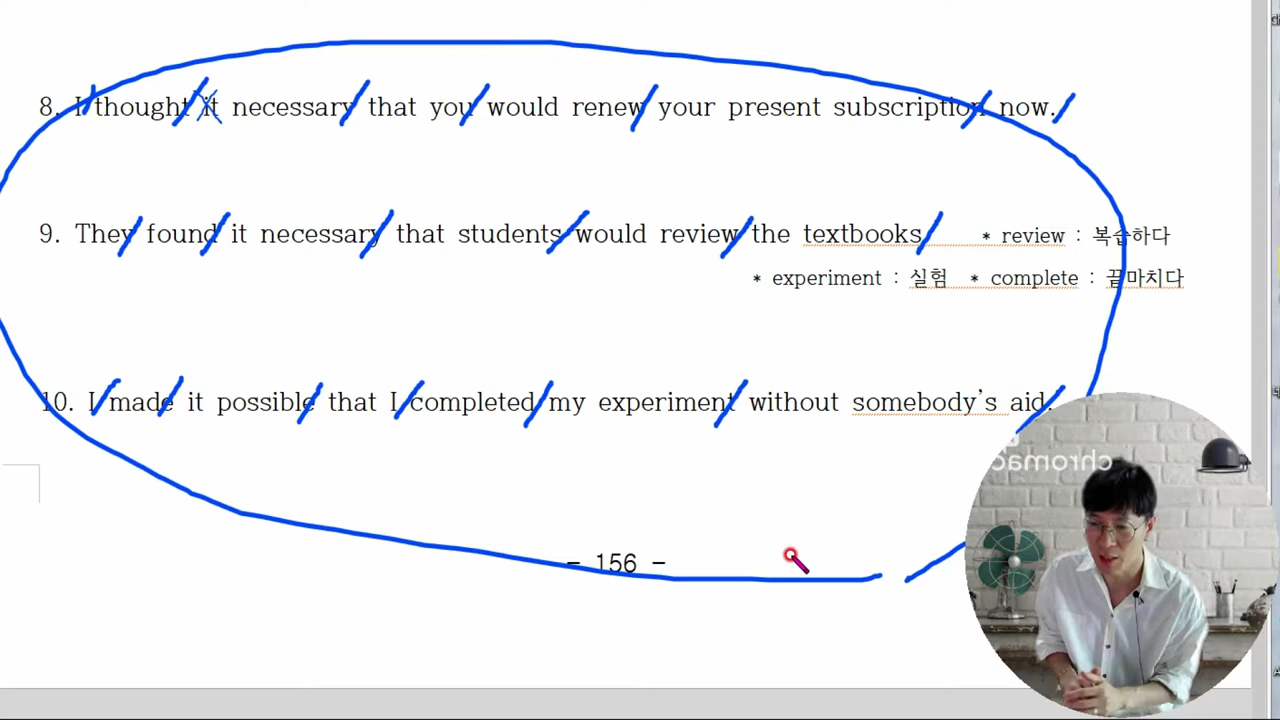 8. I thought it necessary that you would renew your present subscription now.
9. They found it necessary that students would review the textbooks * review : 복습하다
* experiment : 실험 * complete : 끝마치다
10. I made it possible that I completed my experiment without somebody's aid.
- 156 -